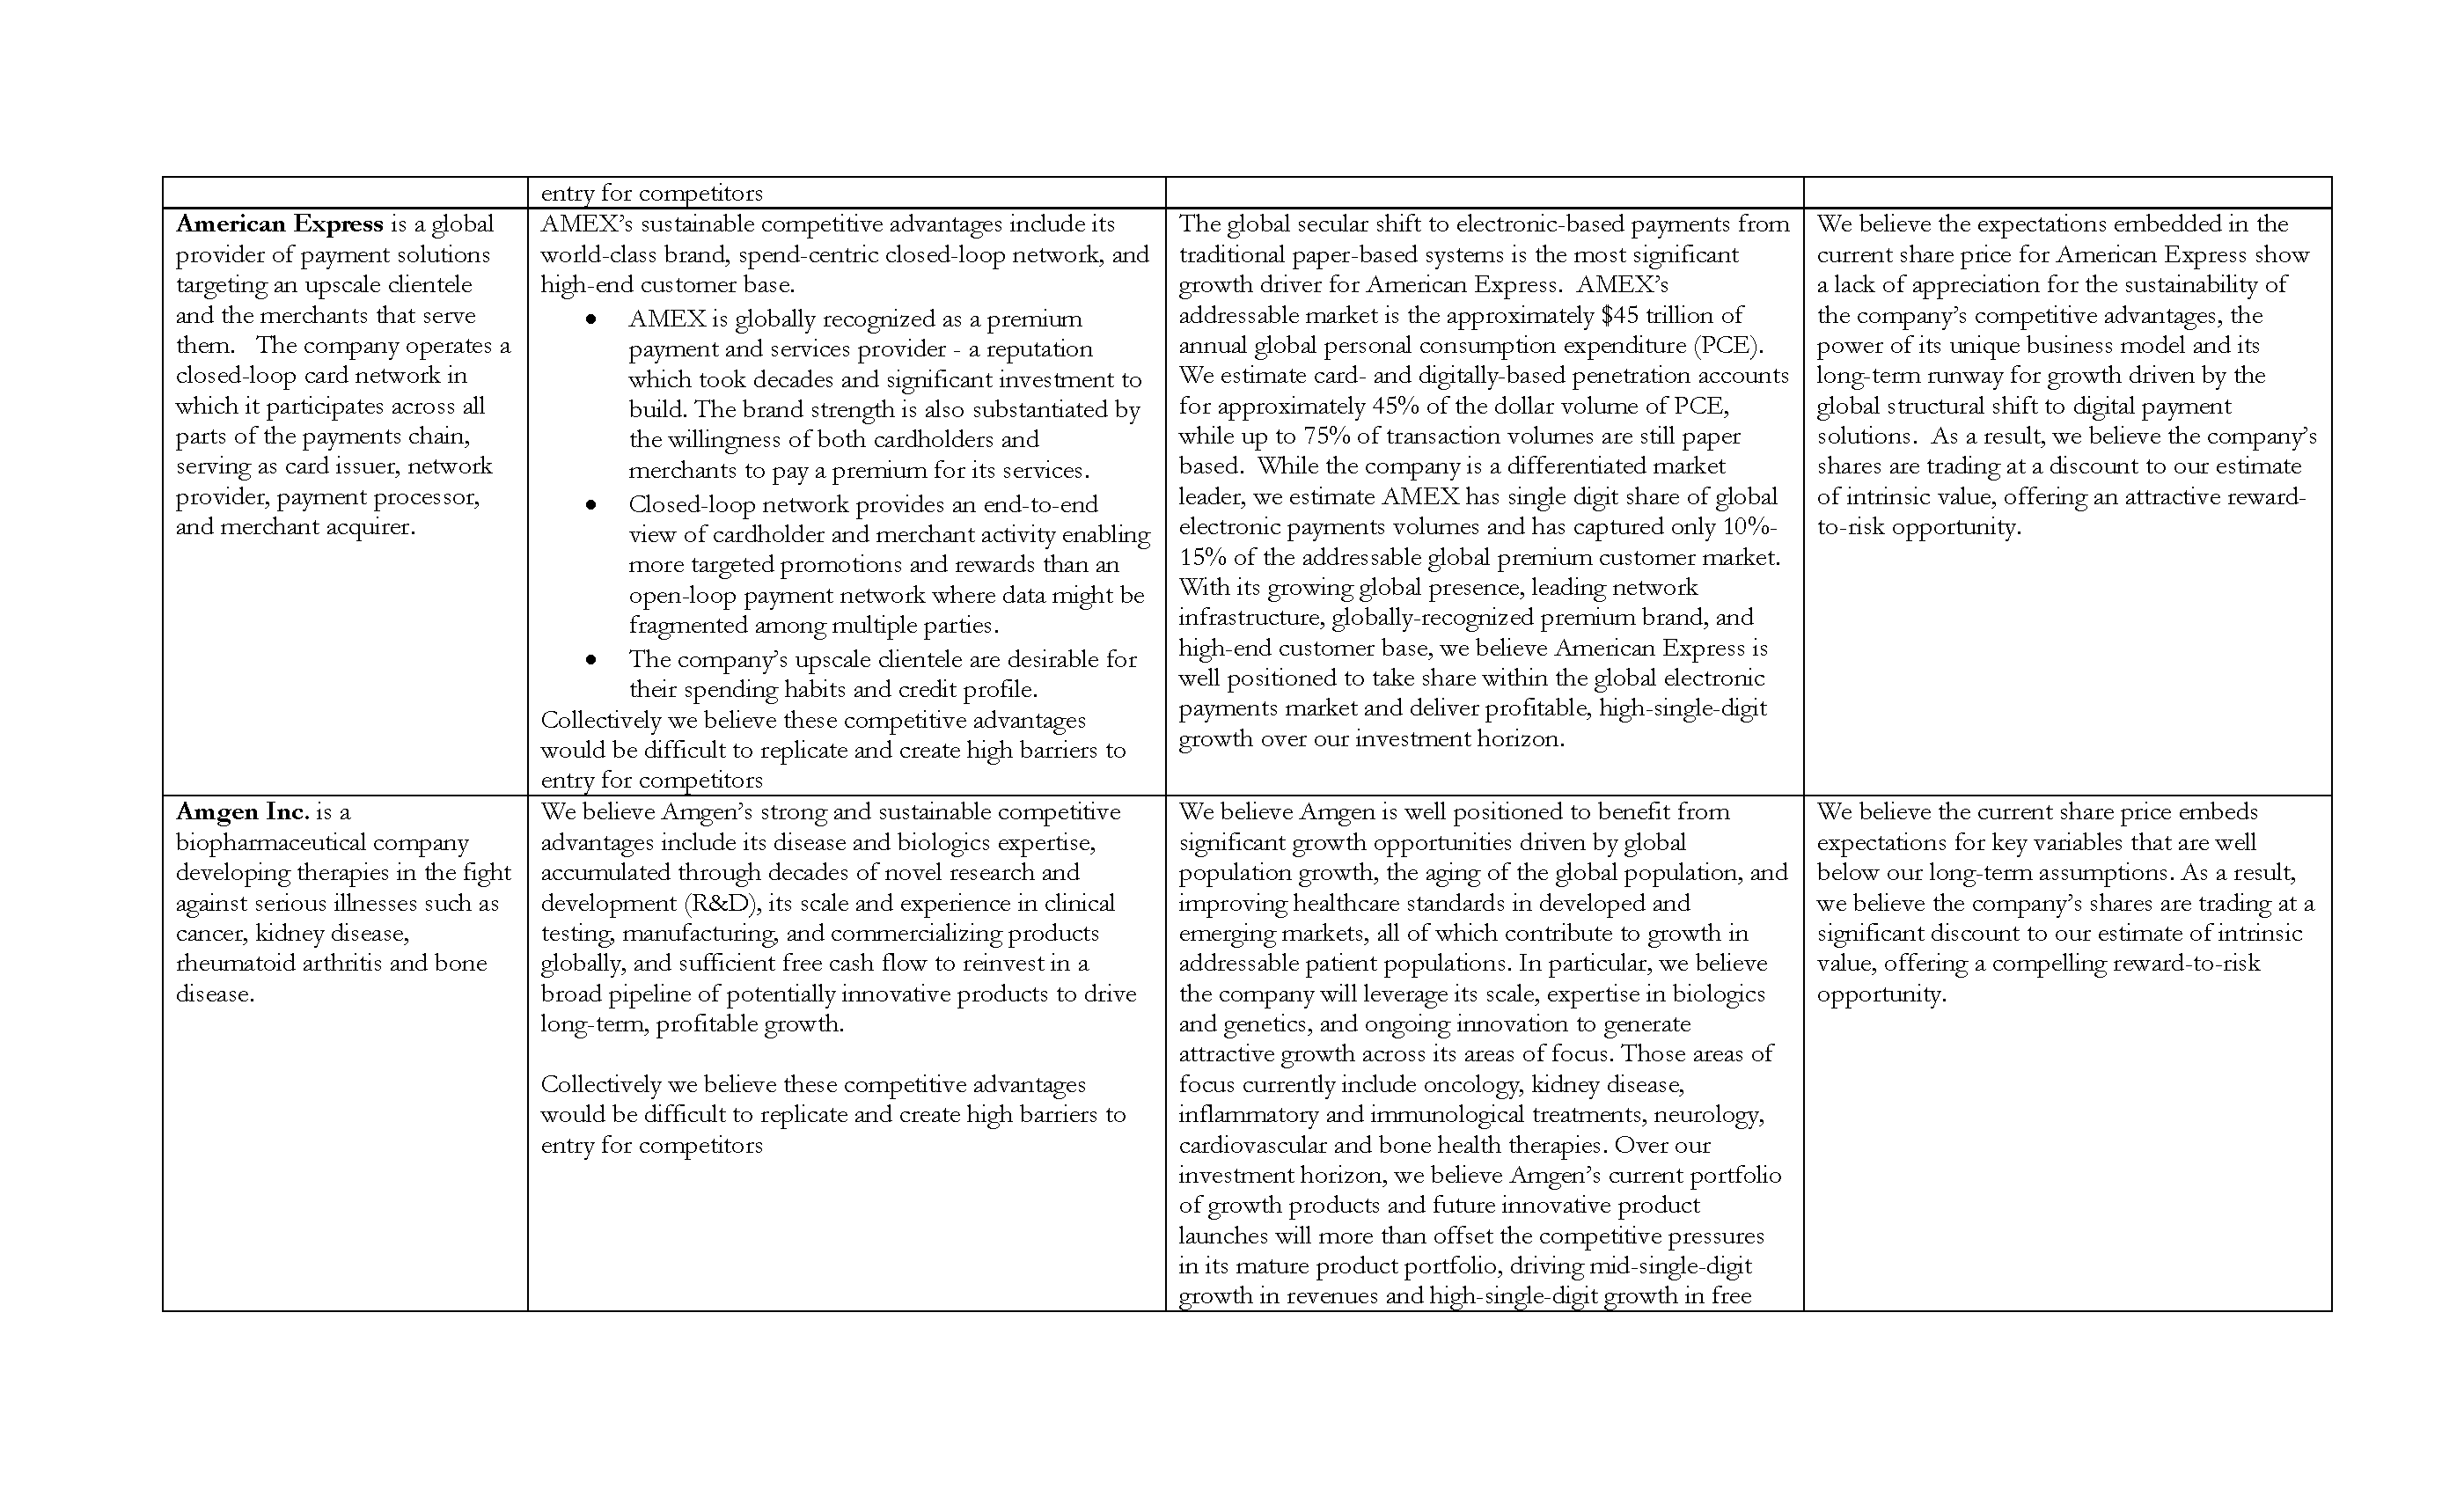 entry for competitors
American Express is a global
provider of payment solutions
targeting an upscale clientele
and the merchants that serve
them.   The company operates a
closed-loop card network in
which it participates across all
parts of the payments chain,
serving as card issuer, network
provider, payment processor,
and merchant acquirer.
AMEX’s sustainable competitive advantages include its
world-class brand, spend-centric closed-loop network, and
high-end customer base.
• AMEX is globally recognized as a premium
payment and services provider - a reputation
which took decades and significant investment to
build. The brand strength is also substantiated by
the willingness of both cardholders and
merchants to pay a premium for its services.
• Closed-loop network provides an end-to-end
view of cardholder and merchant activity enabling
more targeted promotions and rewards than an
open-loop payment network where data might be
fragmented among multiple parties.
• The company’s upscale clientele are desirable for
their spending habits and credit profile.
Collectively we believe these competitive advantages
would be difficult to replicate and create high barriers to
entry for competitors
The global secular shift to electronic-based payments from
traditional paper-based systems is the most significant
growth driver for American Express.  AMEX’s
addressable market is the approximately $45 trillion of
annual global personal consumption expenditure (PCE).
We estimate card- and digitally-based penetration accounts
for approximately 45% of the dollar volume of PCE,
while up to 75% of transaction volumes are still paper
based.  While the company is a differentiated market
leader, we estimate AMEX has single digit share of global
electronic payments volumes and has captured only 10%-
15% of the addressable global premium customer market.
With its growing global presence, leading network
infrastructure, globally-recognized premium brand, and
high-end customer base, we believe American Express is
well positioned to take share within the global electronic
payments market and deliver profitable, high-single-digit
growth over our investment horizon.
We believe the expectations embedded in the
current share price for American Express show
a lack of appreciation for the sustainability of
the company’s competitive advantages, the
power of its unique business model and its
long-term runway for growth driven by the
global structural shift to digital payment
solutions.  As a result, we believe the company’s
shares are trading at a discount to our estimate
of intrinsic value, offering an attractive reward-
to-risk opportunity.
Amgen Inc. is a
biopharmaceutical company
developing therapies in the fight
against serious illnesses such as
cancer, kidney disease,
rheumatoid arthritis and bone
disease.
We believe Amgen’s strong and sustainable competitive
advantages include its disease and biologics expertise,
accumulated through decades of novel research and
development (R&D), its scale and experience in clinical
testing, manufacturing, and commercializing products
globally, and sufficient free cash flow to reinvest in a
broad pipeline of potentially innovative products to drive
long-term, profitable growth.
Collectively we believe these competitive advantages
would be difficult to replicate and create high barriers to
entry for competitors
We believe Amgen is well positioned to benefit from
significant growth opportunities driven by global
population growth, the aging of the global population, and
improving healthcare standards in developed and
emerging markets, all of which contribute to growth in
addressable patient populations. In particular, we believe
the company will leverage its scale, expertise in biologics
and genetics, and ongoing innovation to generate
attractive growth across its areas of focus. Those areas of
focus currently include oncology, kidney disease,
inflammatory and immunological treatments, neurology,
cardiovascular and bone health therapies. Over our
investment horizon, we believe Amgen’s current portfolio
of growth products and future innovative product
launches will more than offset the competitive pressures
in its mature product portfolio, driving mid-single-digit
growth in revenues and high-single-digit growth in free
We believe the current share price embeds
expectations for key variables that are well
below our long-term assumptions. As a result,
we believe the company’s shares are trading at a
significant discount to our estimate of intrinsic
value, offering a compelling reward-to-risk
opportunity.